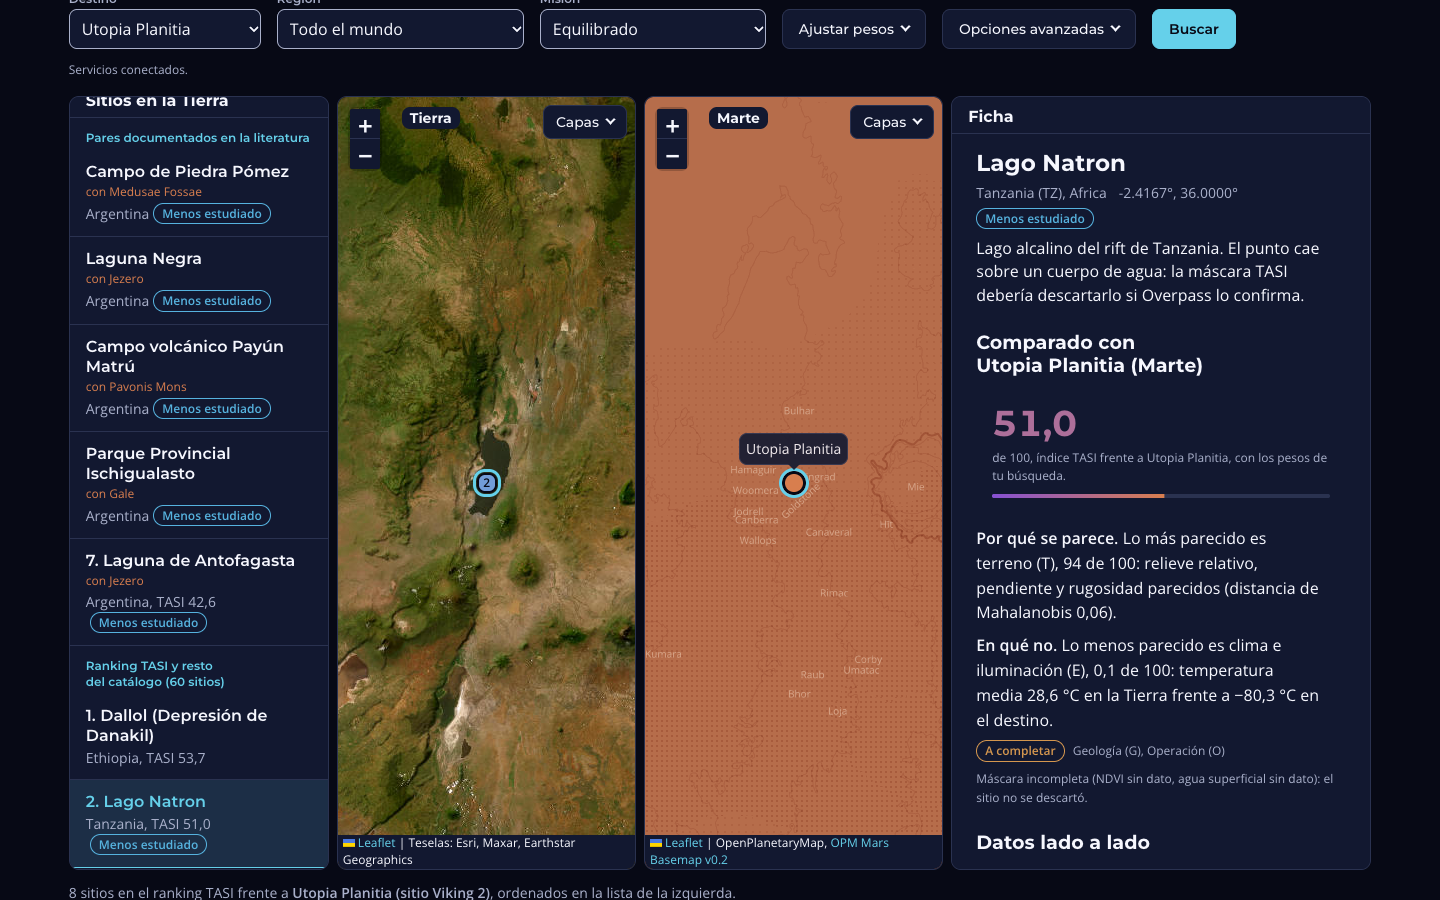 Destino
Región
Misión
Utopia Planitia
Todo el mundo
Equilibrado
Ajustar pesos
Opciones avanzadas
Buscar
Servicios conectados.
Sitios en la Tierra
Pares documentados en la literatura
Campo de Piedra Pómez
con Medusae Fossae
Argentina Menos estudiado
Laguna Negra
con Jezero
Argentina Menos estudiado
Campo volcánico Payún
Matrú
con Pavonis Mons
Argentina Menos estudiado
Parque Provincial
Ischigualasto
con Gale
Argentina Menos estudiado
7. Laguna de Antofagasta
con Jezero
Argentina, TASI 42,6
Menos estudiado
Ranking TASI y resto
del catálogo (60 sitios)
1. Dallol (Depresión de
Danakil)
Ethiopia, TASI 53,7
2. Lago Natron
Tanzania, TASI 51,0
Menos estudiado
+
−
Tierra
Capas
2
Leaflet | Teselas: Esri, Maxar, Earthstar
Geographics
+
−
Marte
Capas
Bulhar
Utopia Planitia
Hamaguir
Woomera
Mie
Goldstone
Jodrell
Canberra
Canaveral
Hit
Wallops
Rimac
Kumara
Corby
Umatac
Raub
Bhor
Loja
Leaflet | OpenPlanetaryMap, OPM Mars
Basemap v0.2
Ficha
Lago Natron
Tanzania (TZ), Africa -2.4167°, 36.0000°
Menos estudiado
Lago alcalino del rift de Tanzania. El punto cae
sobre un cuerpo de agua: la máscara TASI
debería descartarlo si Overpass lo confirma.
Comparado con
Utopia Planitia (Marte)
51,0
de 100, índice TASI frente a Utopia Planitia, con los pesos de
tu búsqueda.
Por qué se parece. Lo más parecido es
terreno (T), 94 de 100: relieve relativo,
pendiente y rugosidad parecidos (distancia de
Mahalanobis 0,06).
En qué no. Lo menos parecido es clima e
iluminación (E), 0,1 de 100: temperatura
media 28,6 °C en la Tierra frente a −80,3 °C en
el destino.
A completar Geología (G), Operación (O)
Máscara incompleta (NDVI sin dato, agua superficial sin dato): el
sitio no se descartó.
Datos lado a lado
8 sitios en el ranking TASI frente a Utopia Planitia (sitio Viking 2), ordenados en la lista de la izquierda.